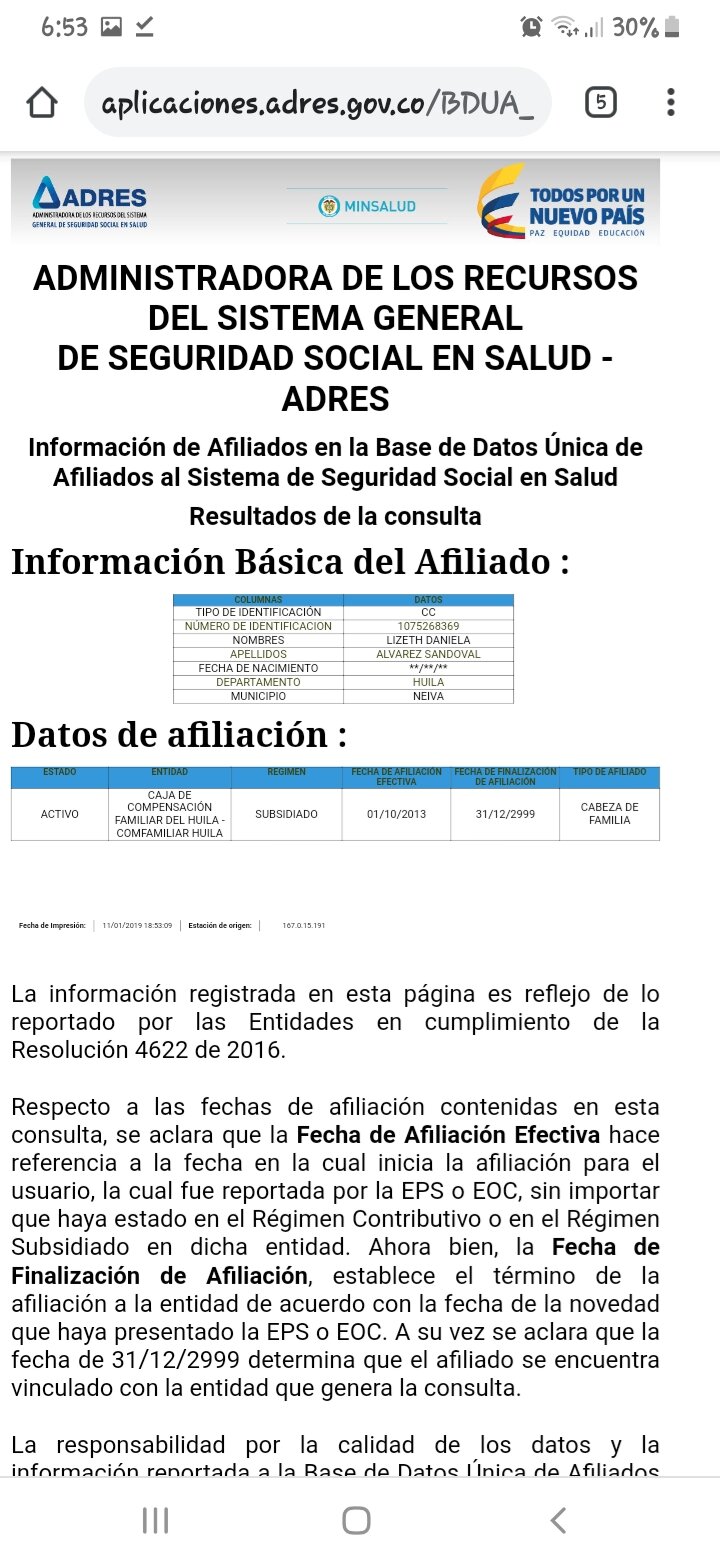 6:53
30%
aplicaciones.adres.gov.co/BDUA_
5
ADRES
ADMINISTRADORA DE LOS RECURSOS DEL SISTEMA
GENERAL DE SEGURIDAD SOCIAL EN SALUD
MINSALUD
TODOS POR UN
NUEVO PAÍS
PAZ EQUIDAD EDUCACIÓN
ADMINISTRADORA DE LOS RECURSOS
DEL SISTEMA GENERAL
DE SEGURIDAD SOCIAL EN SALUD -
ADRES
Información de Afiliados en la Base de Datos Única de
Afiliados al Sistema de Seguridad Social en Salud
Resultados de la consulta
Información Básica del Afiliado :
COLUMNAS DATOS
TIPO DE IDENTIFICACIÓN CC
NÚMERO DE IDENTIFICACION 1075268369
NOMBRES LIZETH DANIELA
APELLIDOS ALVAREZ SANDOVAL
FECHA DE NACIMIENTO **/**/**
DEPARTAMENTO HUILA
MUNICIPIO NEIVA
Datos de afiliación :
ESTADO ENTIDAD REGIMEN FECHA DE AFILIACIÓN EFECTIVA FECHA DE FINALIZACIÓN DE AFILIACIÓN TIPO DE AFILIADO
ACTIVO CAJA DE COMPENSACIÓN FAMILIAR DEL HUILA - COMFAMILIAR HUILA SUBSIDIADO 01/10/2013 31/12/2999 CABEZA DE FAMILIA
Fecha de Impresión: 11/01/2019 18:53:09 Estación de origen: 167.0.15.191
La información registrada en esta página es reflejo de lo
reportado por las Entidades en cumplimiento de la
Resolución 4622 de 2016.
Respecto a las fechas de afiliación contenidas en esta
consulta, se aclara que la Fecha de Afiliación Efectiva hace
referencia a la fecha en la cual inicia la afiliación para el
usuario, la cual fue reportada por la EPS o EOC, sin importar
que haya estado en el Régimen Contributivo o en el Régimen
Subsidiado en dicha entidad. Ahora bien, la Fecha de
Finalización de Afiliación, establece el término de la
afiliación a la entidad de acuerdo con la fecha de la novedad
que haya presentado la EPS o EOC. A su vez se aclara que la
fecha de 31/12/2999 determina que el afiliado se encuentra
vinculado con la entidad que genera la consulta.
La responsabilidad por la calidad de los datos y la
información reportada a la Base de Datos Única de Afiliados